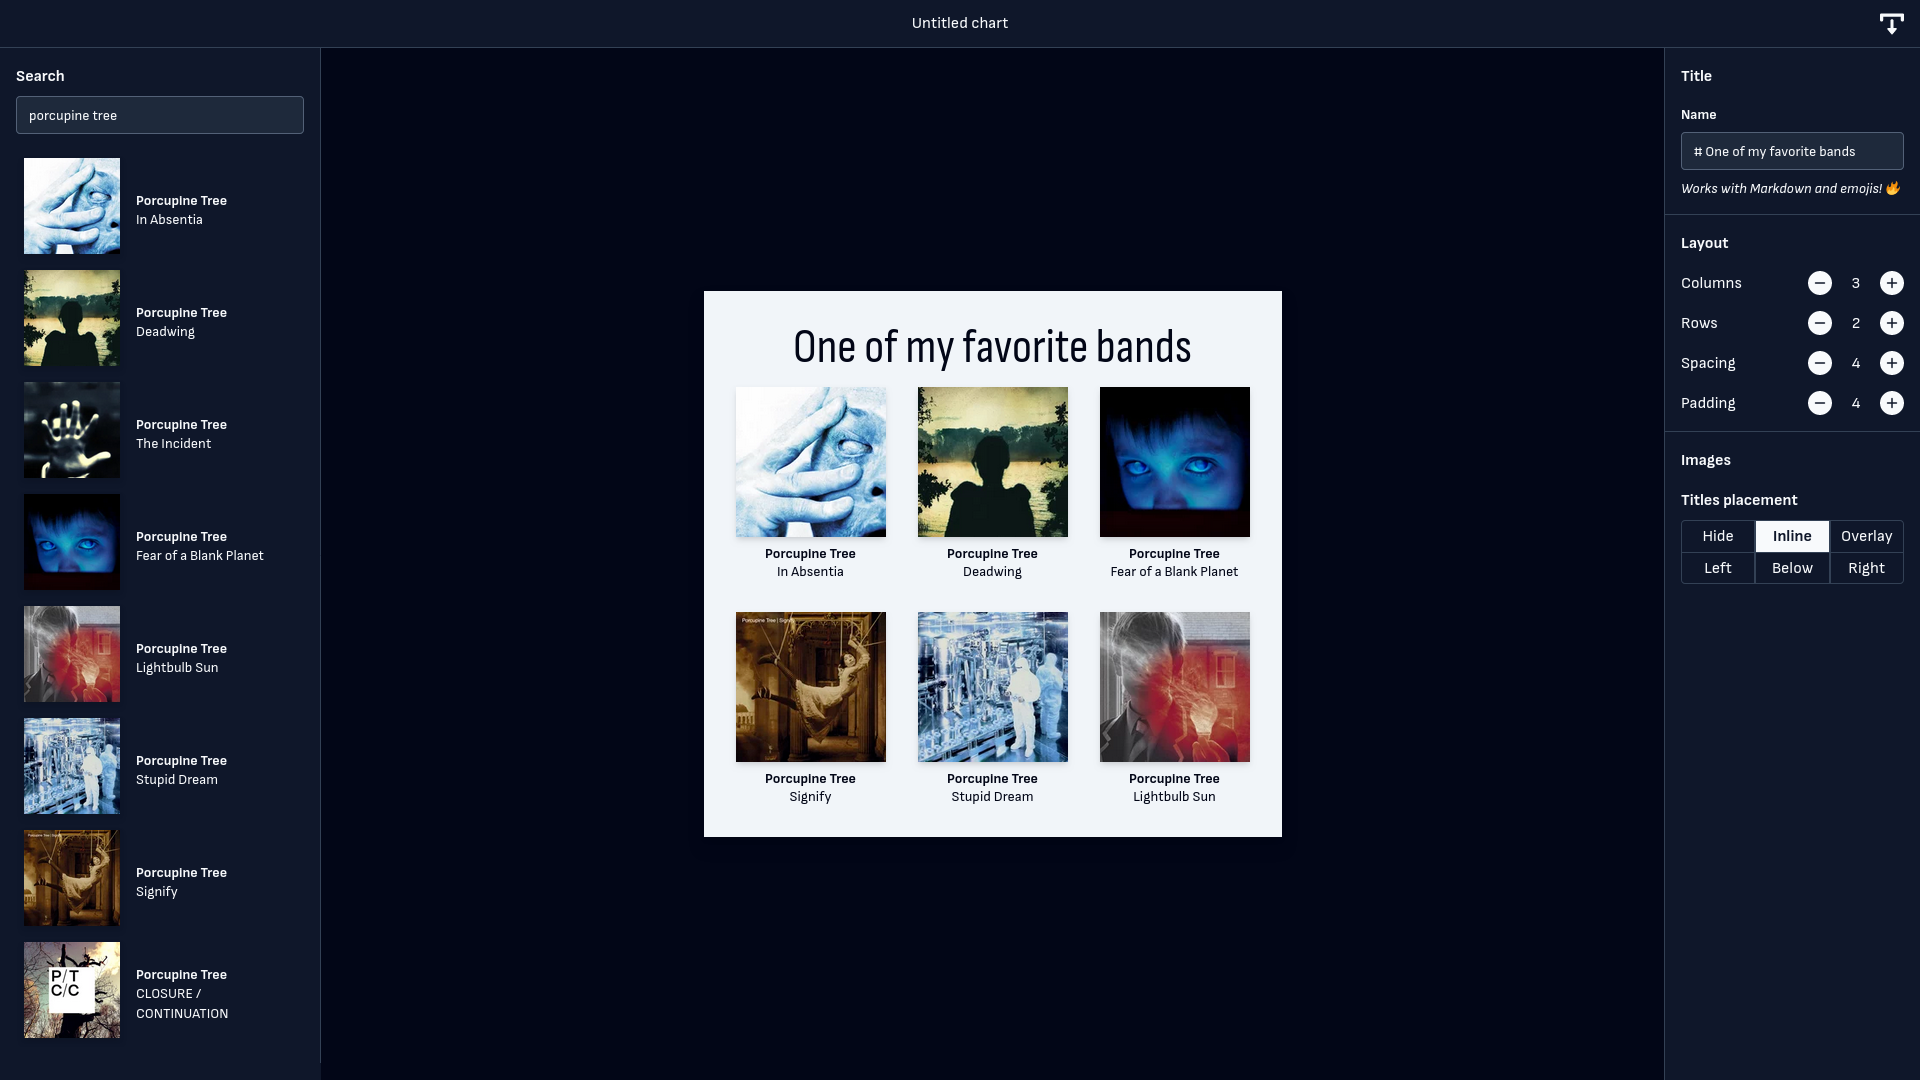 Untitled chart
Search
porcupine tree
Porcupine Tree
In Absentia
Porcupine Tree
Deadwing
Porcupine Tree
The Incident
Porcupine Tree
Fear of a Blank Planet
Porcupine Tree
Lightbulb Sun
Porcupine Tree
Stupid Dream
Porcupine Tree
Signify
P/T
C/C
Porcupine Tree
CLOSURE /
CONTINUATION
One of my favorite bands
Porcupine Tree
In Absentia
Porcupine Tree
Deadwing
Porcupine Tree
Fear of a Blank Planet
Porcupine Tree | Signify
Porcupine Tree
Signify
Porcupine Tree
Stupid Dream
Porcupine Tree
Lightbulb Sun
Title
Name
# One of my favorite bands
Works with Markdown and emojis! 🔥
Layout
Columns 3
Rows 2
Spacing 4
Padding 4
Images
Titles placement
Hide Inline Overlay
Left Below Right